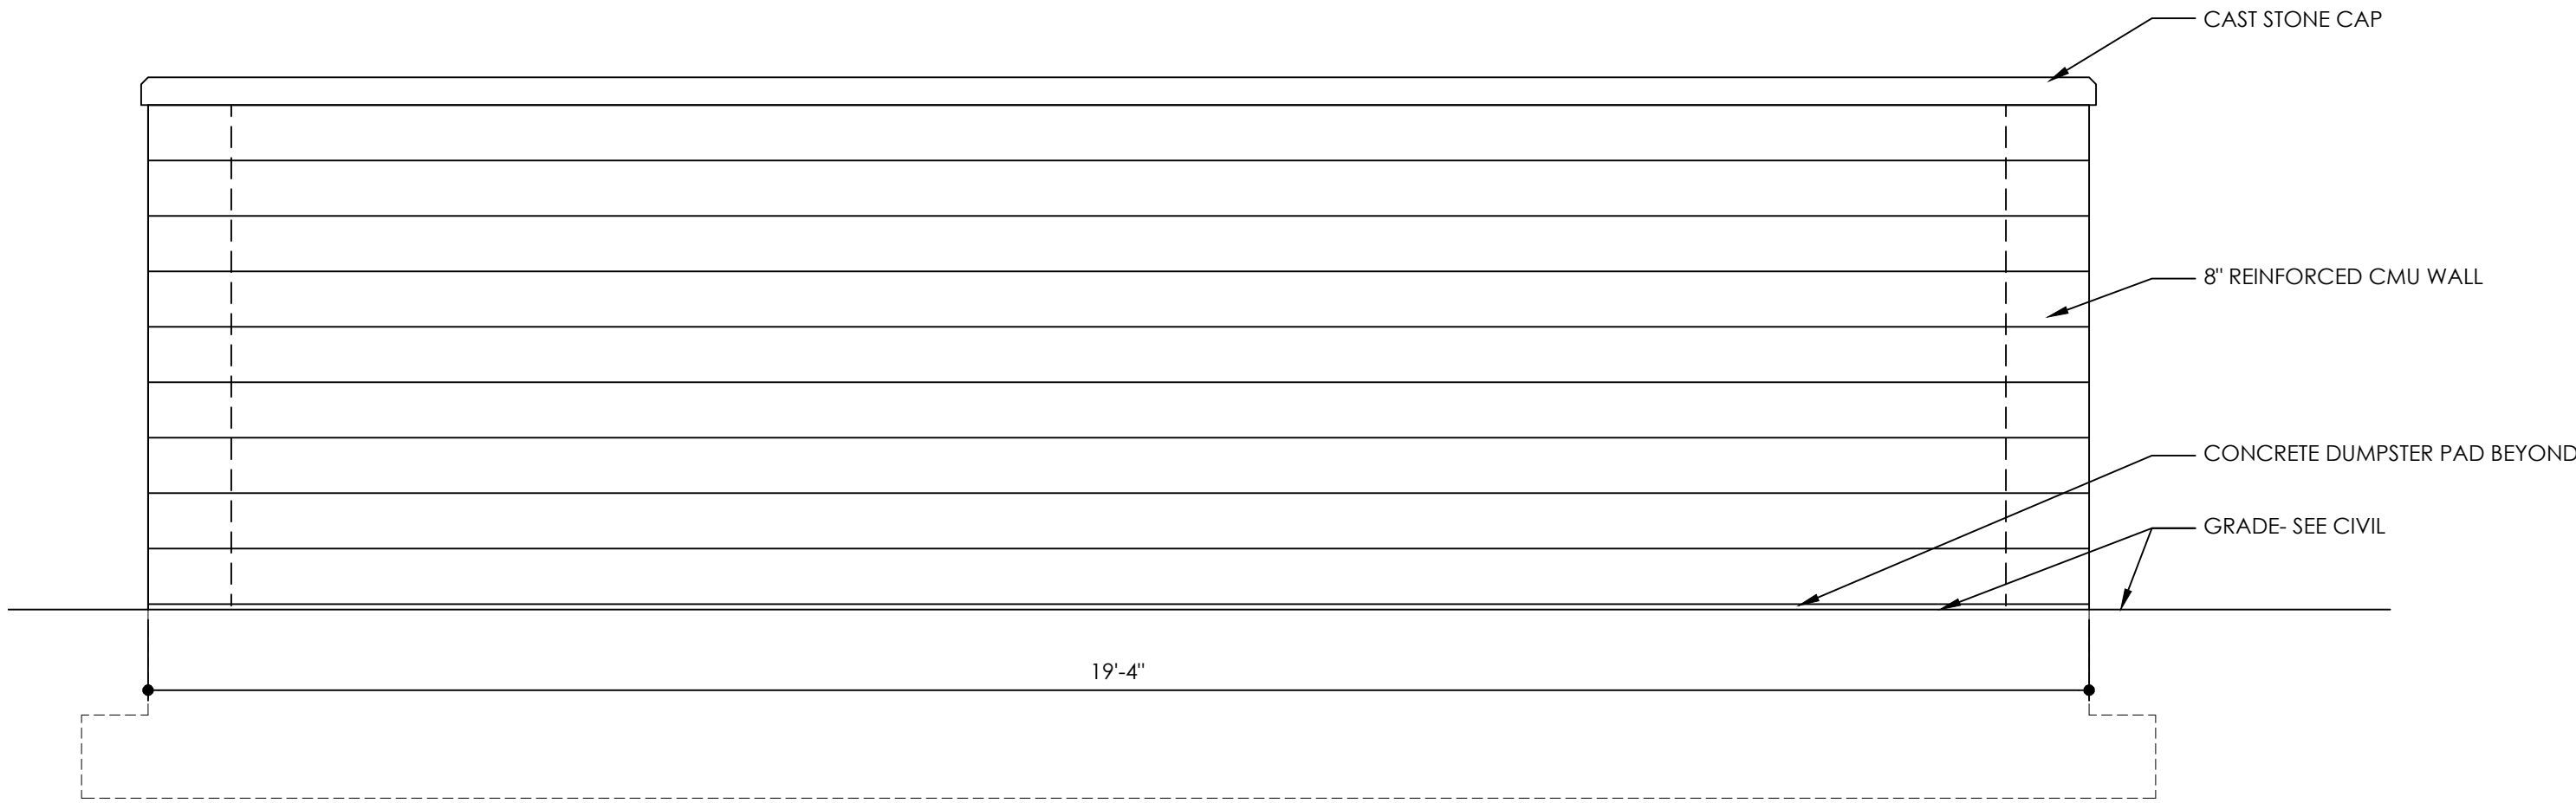 CAST STONE CAP
8" REINFORCED CMU WALL
CONCRETE DUMPSTER PAD BEYOND
GRADE- SEE CIVIL
19'-4"